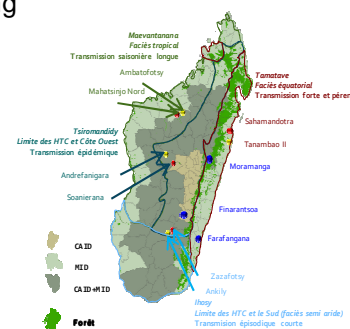 g
Maevantanana
Faciès tropical
Transmission saisonière longue
Ambatofotsy
Mahatsinjo Nord
Tamatave
Faciès équatorial
Transmission forte et péren
Sahamandotra
Tanambao II
Tsiromandidy
Limite des HTC et Côte Ouest
Transmission épidémique
Moramanga
Andrefanigara
Soanierana
Finarantsoa
Farafangana
CAID
MID
CAID+MID
Forêt
Zazafotsy
Ankily
Ihosy
Limite des HTC et le Sud (faciès semi aride)
Transmission épisodique courte